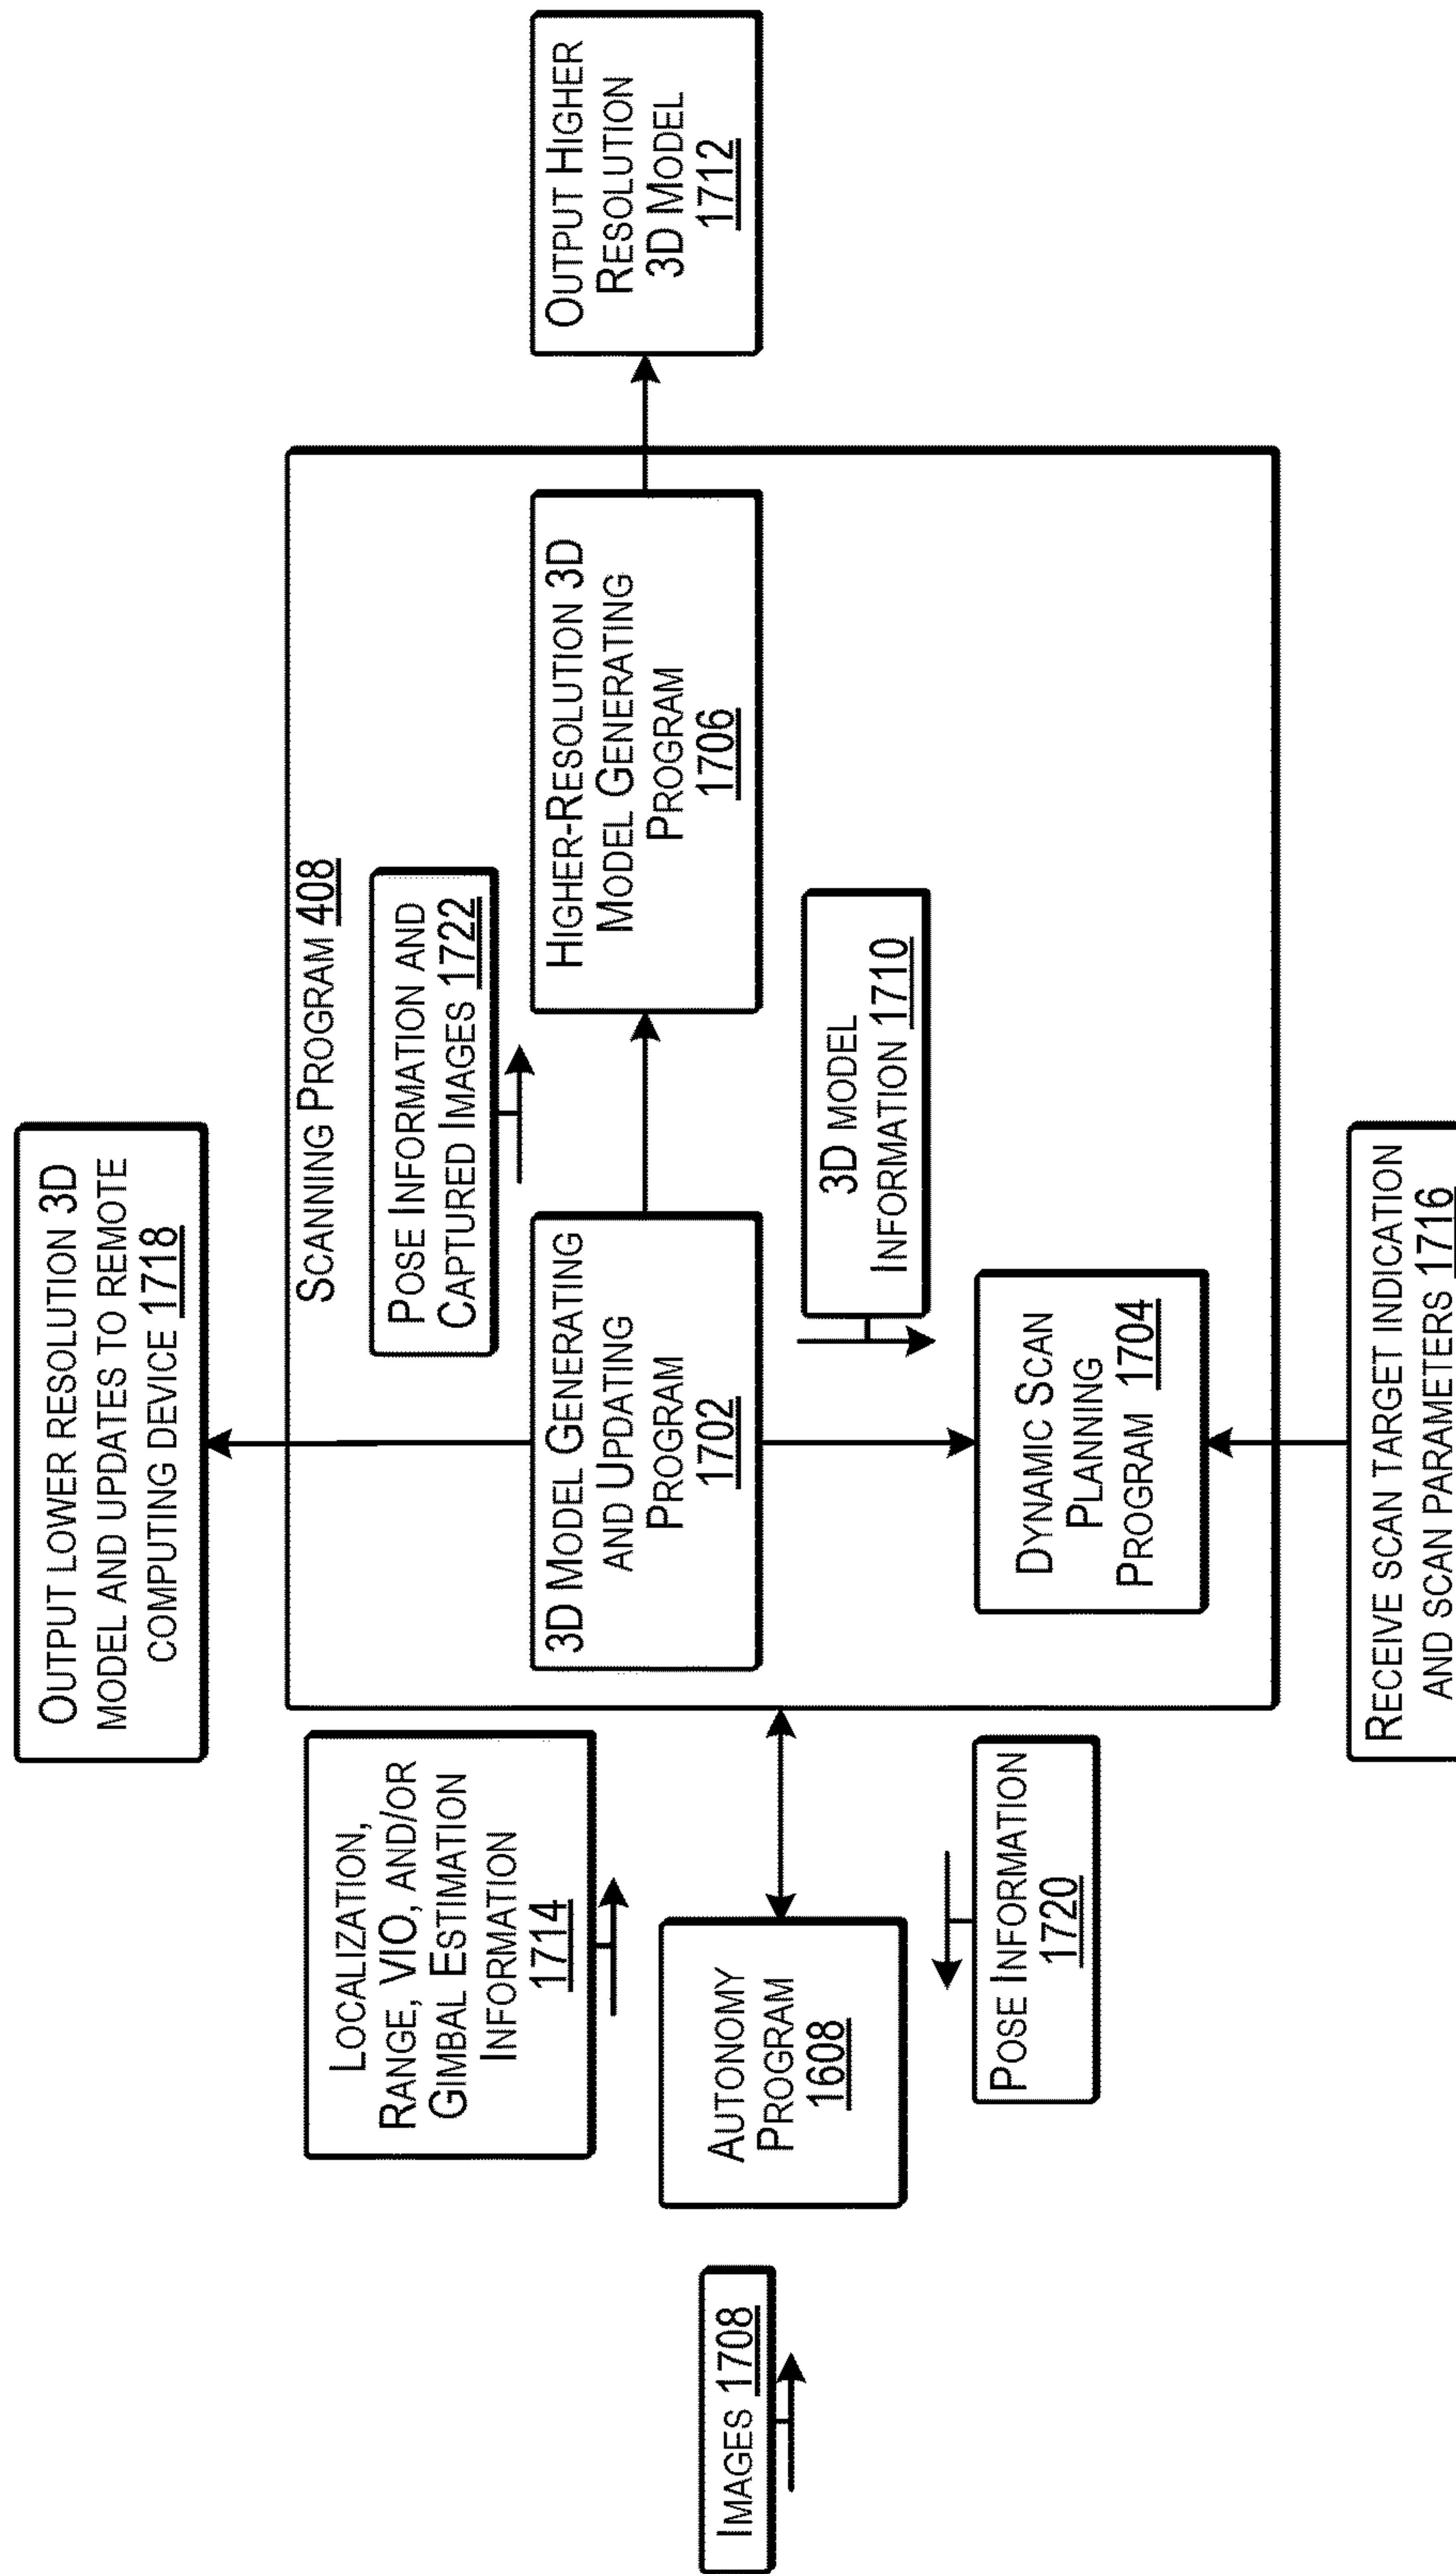 OUTPUT LOWER RESOLUTION 3D
MODEL AND UPDATES TO REMOTE
COMPUTING DEVICE 1718
LOCALIZATION,
RANGE, VIO, AND/OR
GIMBAL ESTIMATION
INFORMATION
1714
SCANNING PROGRAM 408
POSE INFORMATION AND
CAPTURED IMAGES 1722
IMAGES 1708
AUTONOMY
PROGRAM
1608
3D MODEL GENERATING
AND UPDATING
PROGRAM
1702
HIGHER-RESOLUTION 3D
MODEL GENERATING
PROGRAM
1706
OUTPUT HIGHER
RESOLUTION
3D MODEL
1712
3D MODEL
INFORMATION 1710
POSE INFORMATION
1720
DYNAMIC SCAN
PLANNING
PROGRAM 1704
RECEIVE SCAN TARGET INDICATION
AND SCAN PARAMETERS 1716